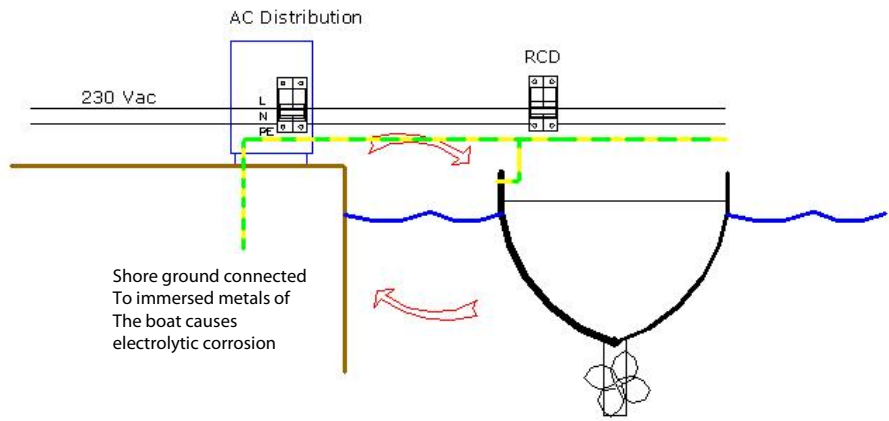 AC Distribution
RCD
230 Vac
L
N
PE
Shore ground connected
To immersed metals of
The boat causes
electrolytic corrosion